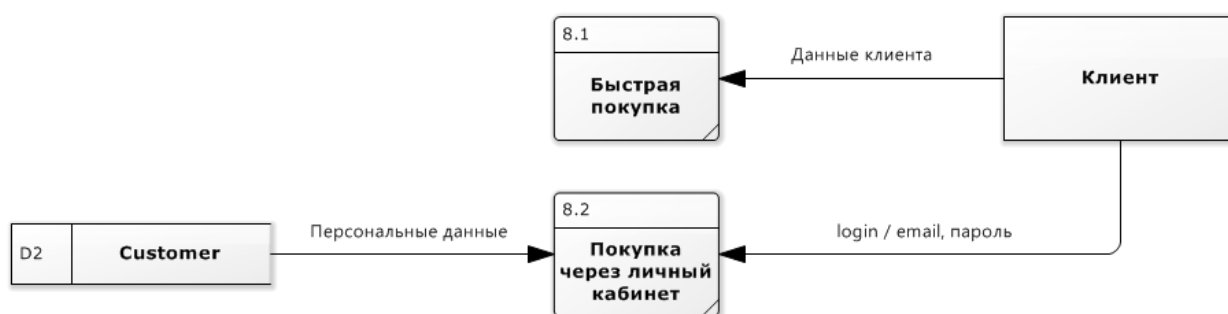 8.1
Быстрая
покупка
Данные клиента
Клиент
D2
Customer
Персональные данные
8.2
Покупка
через личный
кабинет
login / email, пароль